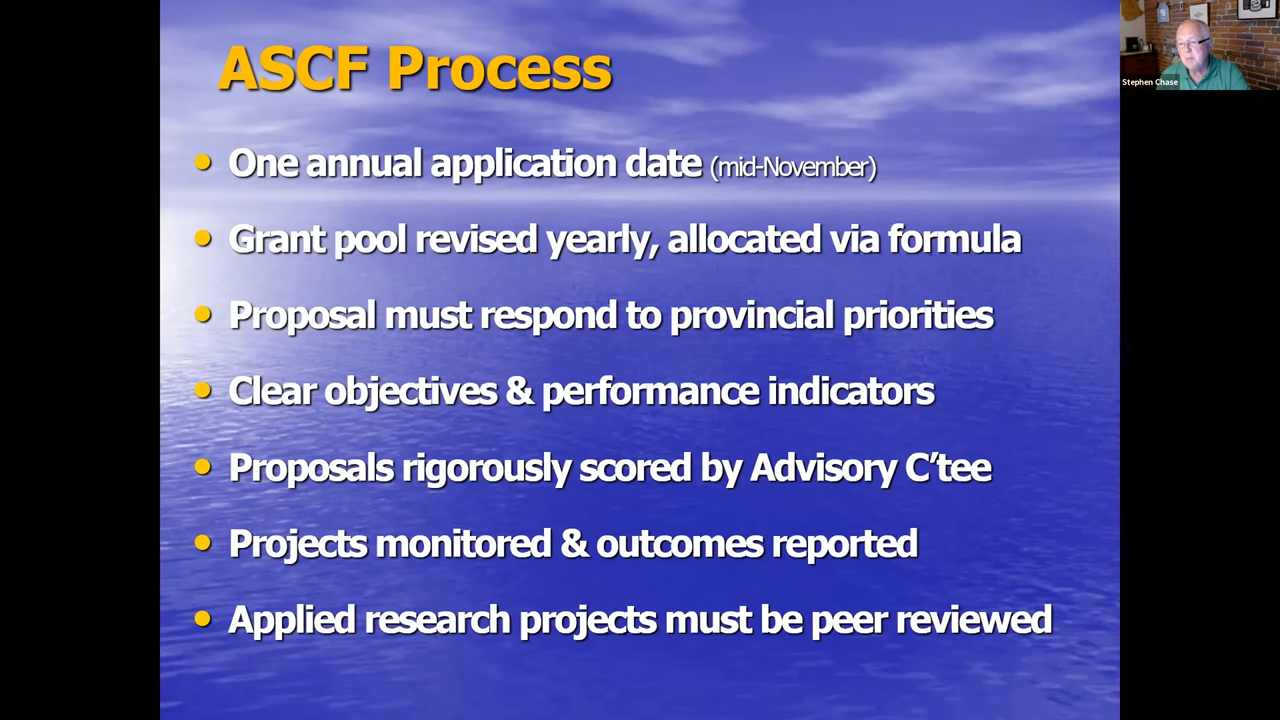 ASCF Process
• One annual application date (mid-November)
• Grant pool revised yearly, allocated via formula
• Proposal must respond to provincial priorities
• Clear objectives & performance indicators
• Proposals rigorously scored by Advisory C’tee
• Projects monitored & outcomes reported
• Applied research projects must be peer reviewed
Stephen Chase